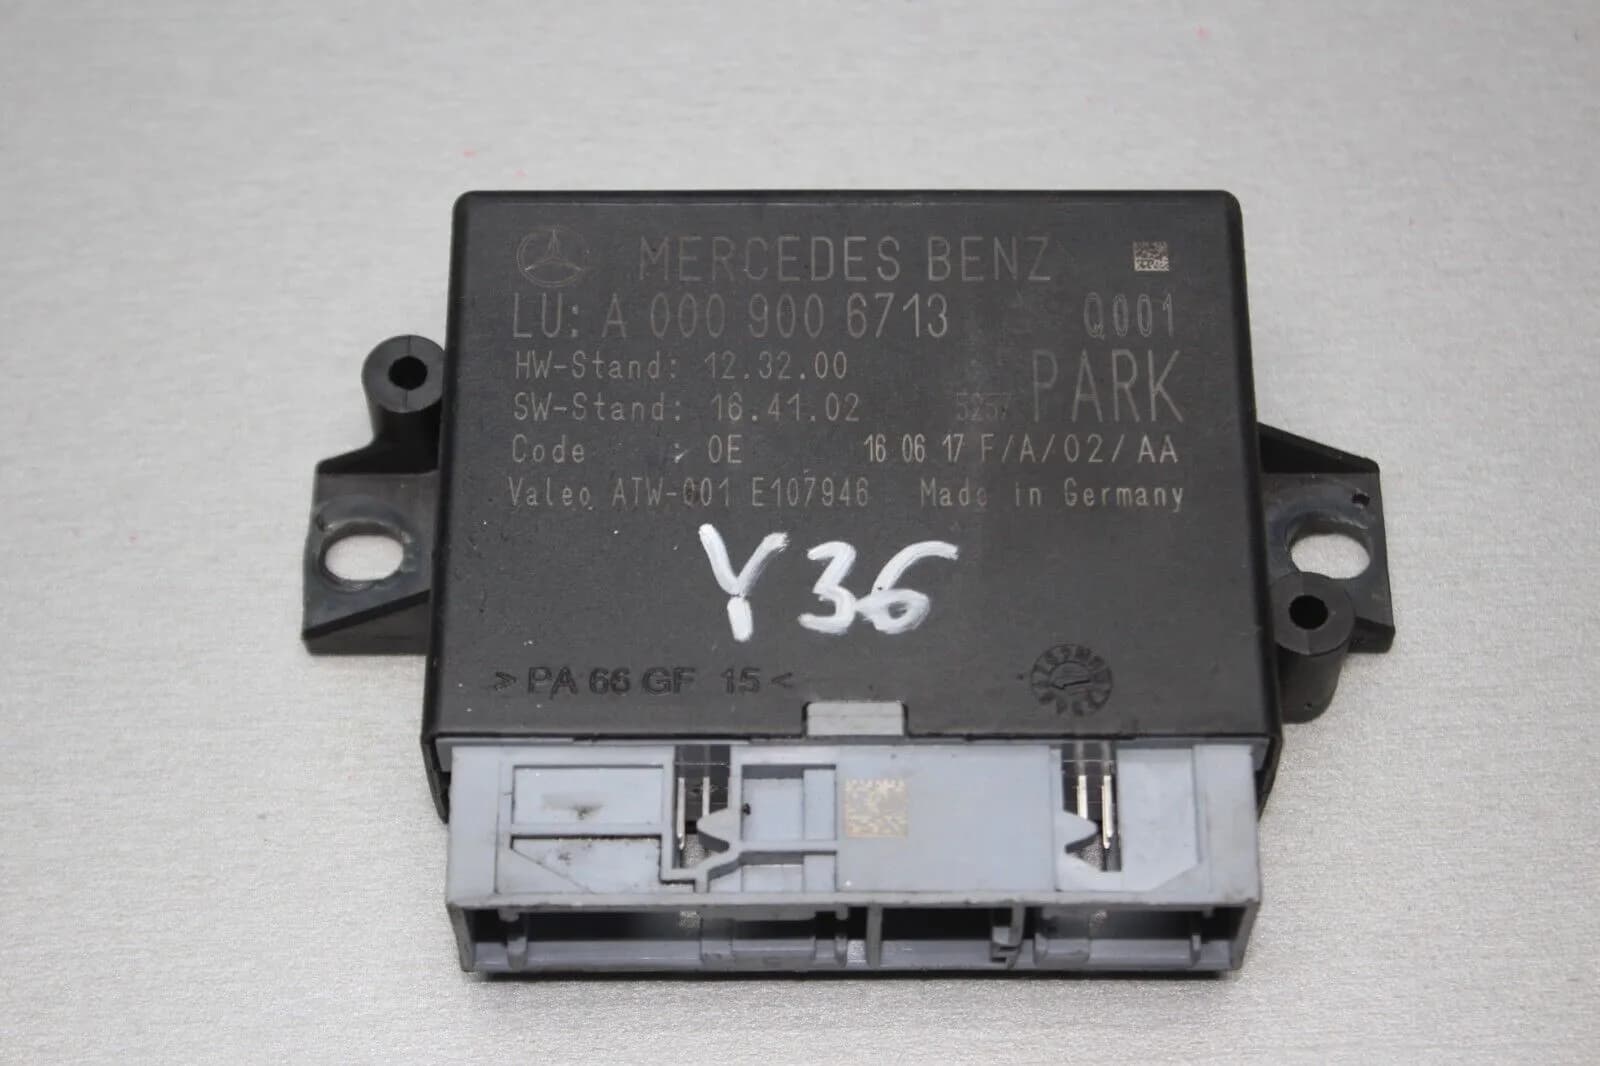 MERCEDES BENZ
LU: A 000 900 6713 Q001
HW-Stand: 12.32.00
SW-Stand: 16.41.02 5257 PARK
Code : 0E 16 06 17 F/A/02/AA
Valeo ATW-001 E107946 Made in Germany
Y36
> PA 66 GF 15 <